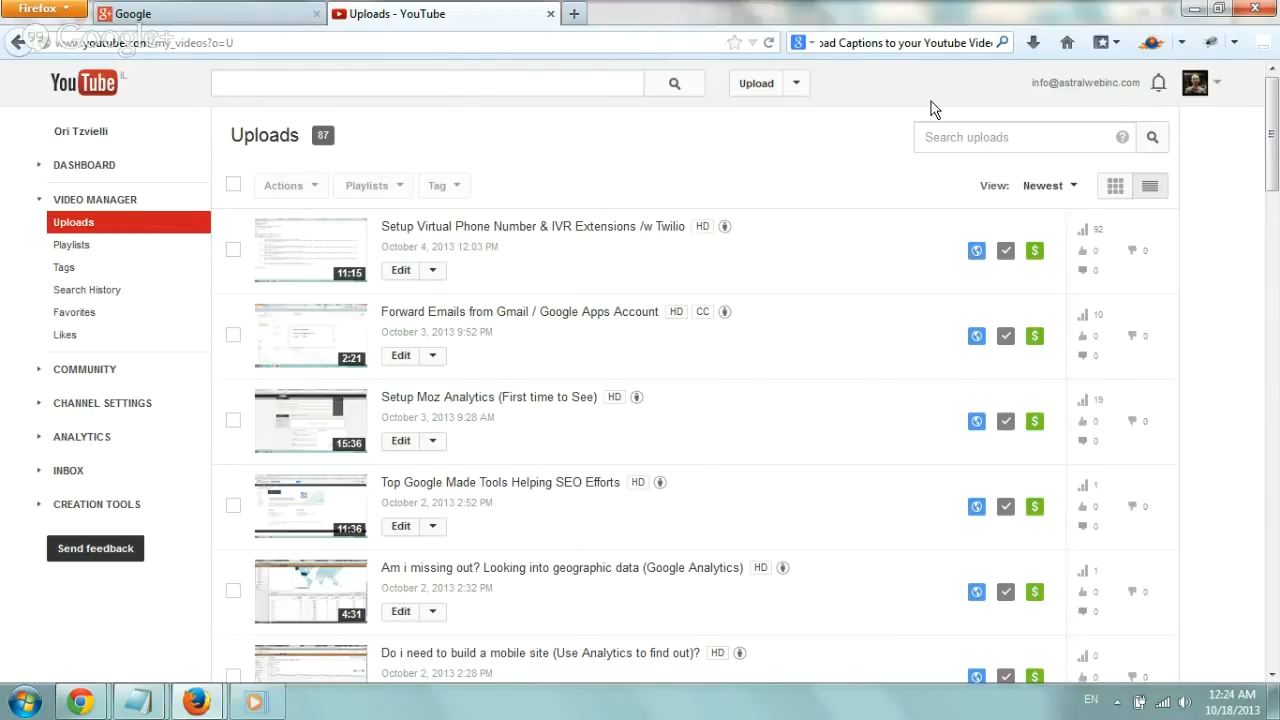 Firefox
Google
Uploads - YouTube
Google+
youtube.com/my_videos?o=U
oad Captions to your Youtube Vide
YouTube IL
Upload
info@astralwebinc.com
Ori Tzvielli
Uploads 87
Search uploads
DASHBOARD
Actions
Playlists
Tag
View:
Newest
VIDEO MANAGER
Uploads
Playlists
Tags
Search History
Favorites
Likes
COMMUNITY
CHANNEL SETTINGS
ANALYTICS
INBOX
CREATION TOOLS
Send feedback
Setup Virtual Phone Number & IVR Extensions /w Twilio
October 4, 2013 12:03 PM
Edit
11:15
92
0
0
Forward Emails from Gmail / Google Apps Account HD
October 3, 2013 9:52 PM
Edit
2:21
10
0 0
0
Setup Moz Analytics (First time I See) HD
October 3, 2013 9:28 AM
Edit
15:36
19
0 0
0
Top Google Made Tools Helping SEO Efforts HD
October 2, 2013 2:52 PM
Edit
11:36
1
0 0
0
Am i missing out? Looking into geographic data (Google Analytics) HD
October 2, 2013 2:32 PM
Edit
4:31
1
0 0
0
Do i need to build a mobile site (Use Analytics to find out?) HD
October 2, 2013 2:28 PM
0
0 0
EN
12:24 AM
10/18/2013